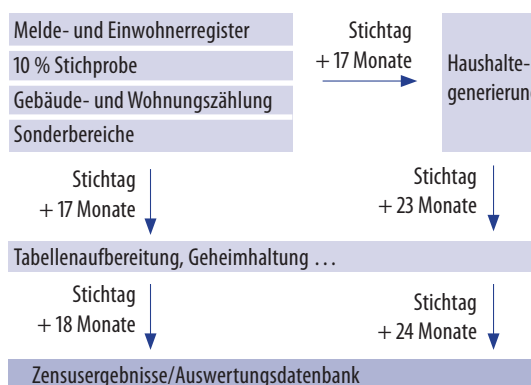 Melde- und Einwohnerregister
10 % Stichprobe
Gebäude- und Wohnungszählung
Sonderbereiche
Stichtag
+ 17 Monate
Haushalte-
Stichtag
+ 17 Monate
Stichtag
+ 23 Monate
Tabellenaufbereitung, Geheimhaltung …
Stichtag
+ 18 Monate
Stichtag
+ 24 Monate
Zensusergebnisse/Auswertungsdatenbank